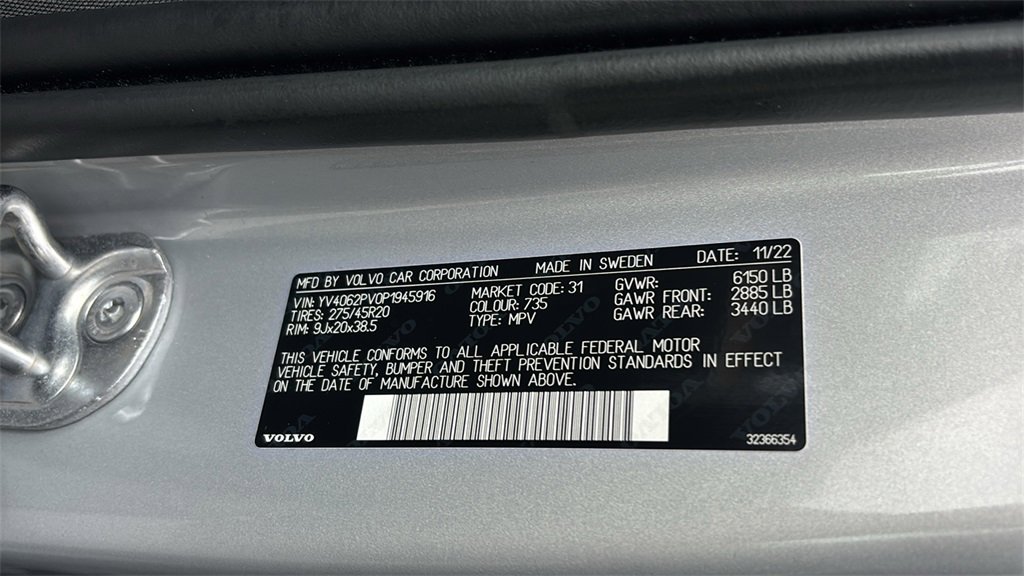 MFD BY VOLVO CAR CORPORATION MADE IN SWEDEN DATE: 11/22
VIN: YV4062PV0P1945916 MARKET CODE: 31 GVWR: 6150 LB
TIRES: 275/45R20 COLOUR: 735 GAWR FRONT: 2885 LB
RIM: 9Jx20x38.5 TYPE: MPV GAWR REAR: 3440 LB
THIS VEHICLE CONFORMS TO ALL APPLICABLE FEDERAL MOTOR
VEHICLE SAFETY, BUMPER AND THEFT PREVENTION STANDARDS IN EFFECT
ON THE DATE OF MANUFACTURE SHOWN ABOVE.
VOLVO 32366354